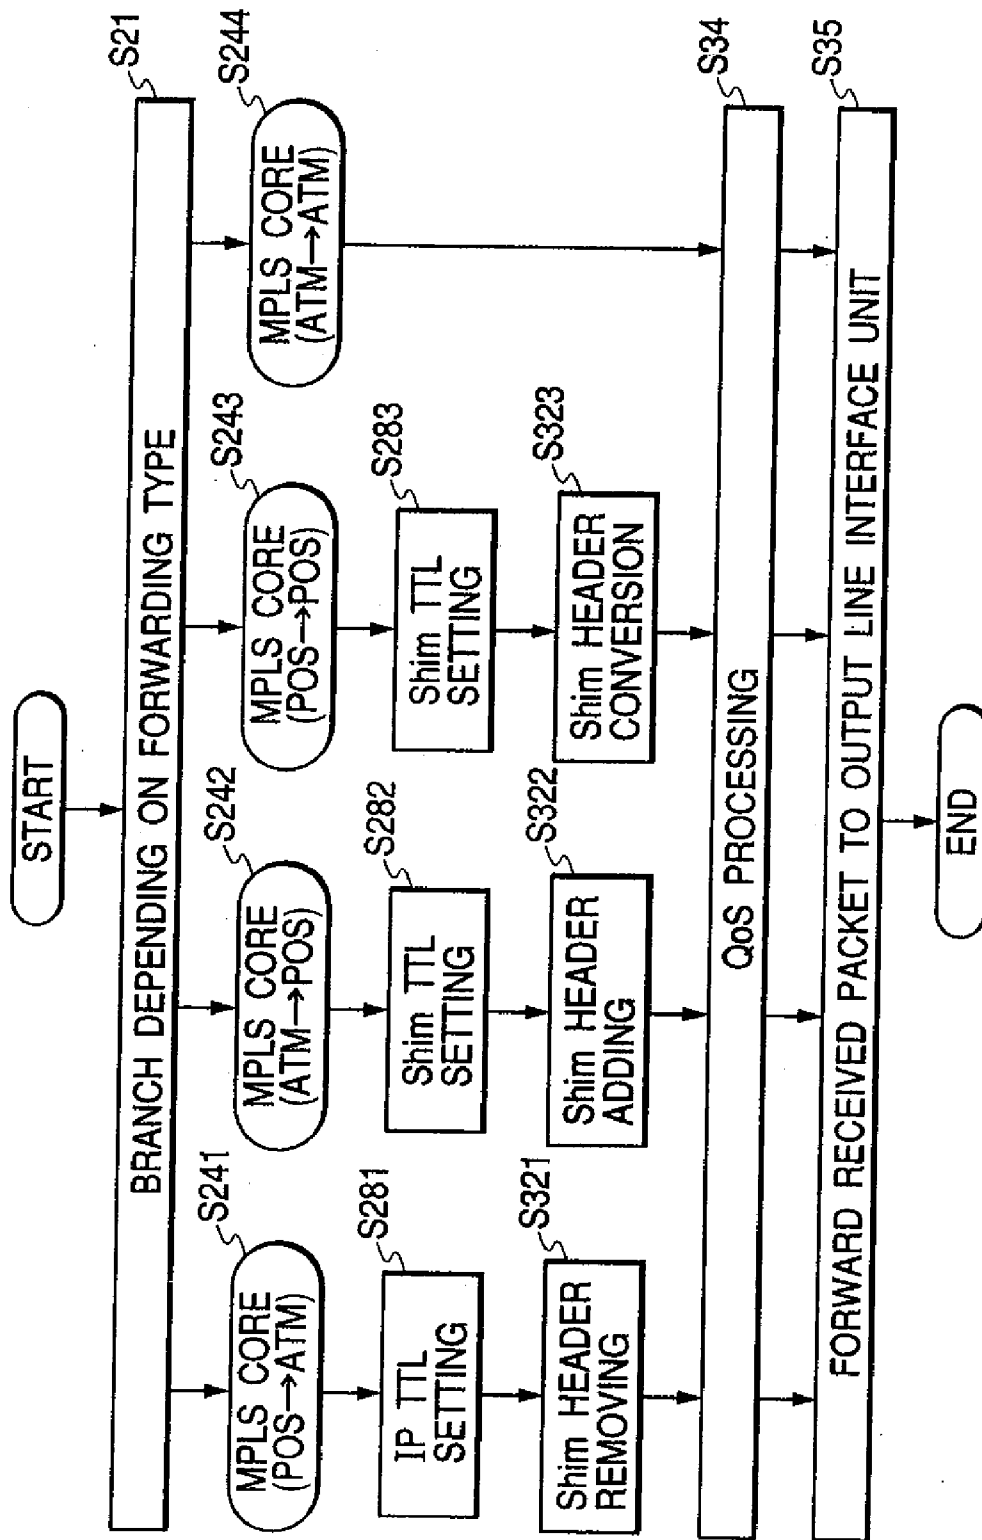 START
S21
BRANCH DEPENDING ON FORWARDING TYPE
S241
MPLS CORE
(POS→ATM)
S242
MPLS CORE
(ATM→POS)
S243
MPLS CORE
(POS→POS)
S244
MPLS CORE
(ATM→ATM)
S281
IP TTL
SETTING
S282
Shim TTL
SETTING
S283
Shim TTL
SETTING
S321
Shim HEADER
REMOVING
S322
Shim HEADER
ADDING
S323
Shim HEADER
CONVERSION
S34
QoS PROCESSING
S35
FORWARD RECEIVED PACKET TO OUTPUT LINE INTERFACE UNIT
END